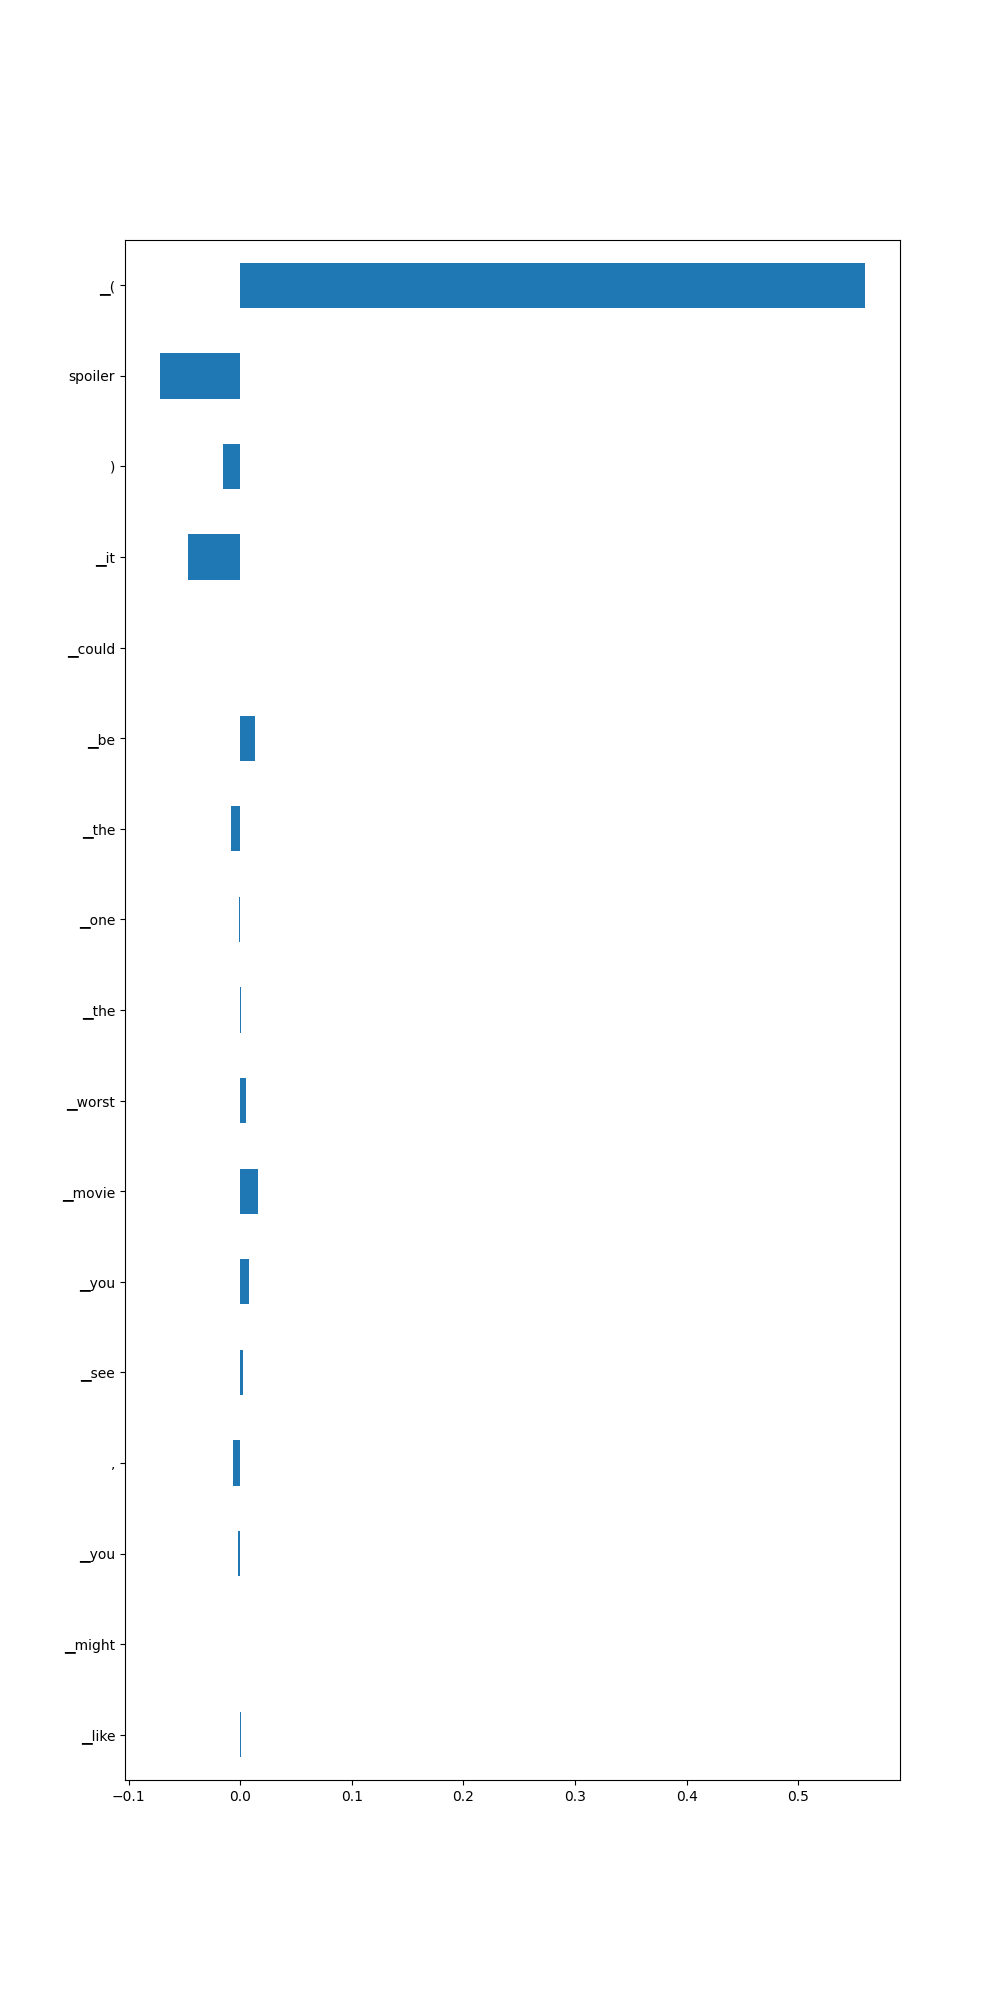 ▁(
spoiler
)
▁it
▁could
▁be
▁the
▁one
▁the
▁worst
▁movie
▁you
▁see
,
▁you
▁might
▁like
−0.1 0.0 0.1 0.2 0.3 0.4 0.5